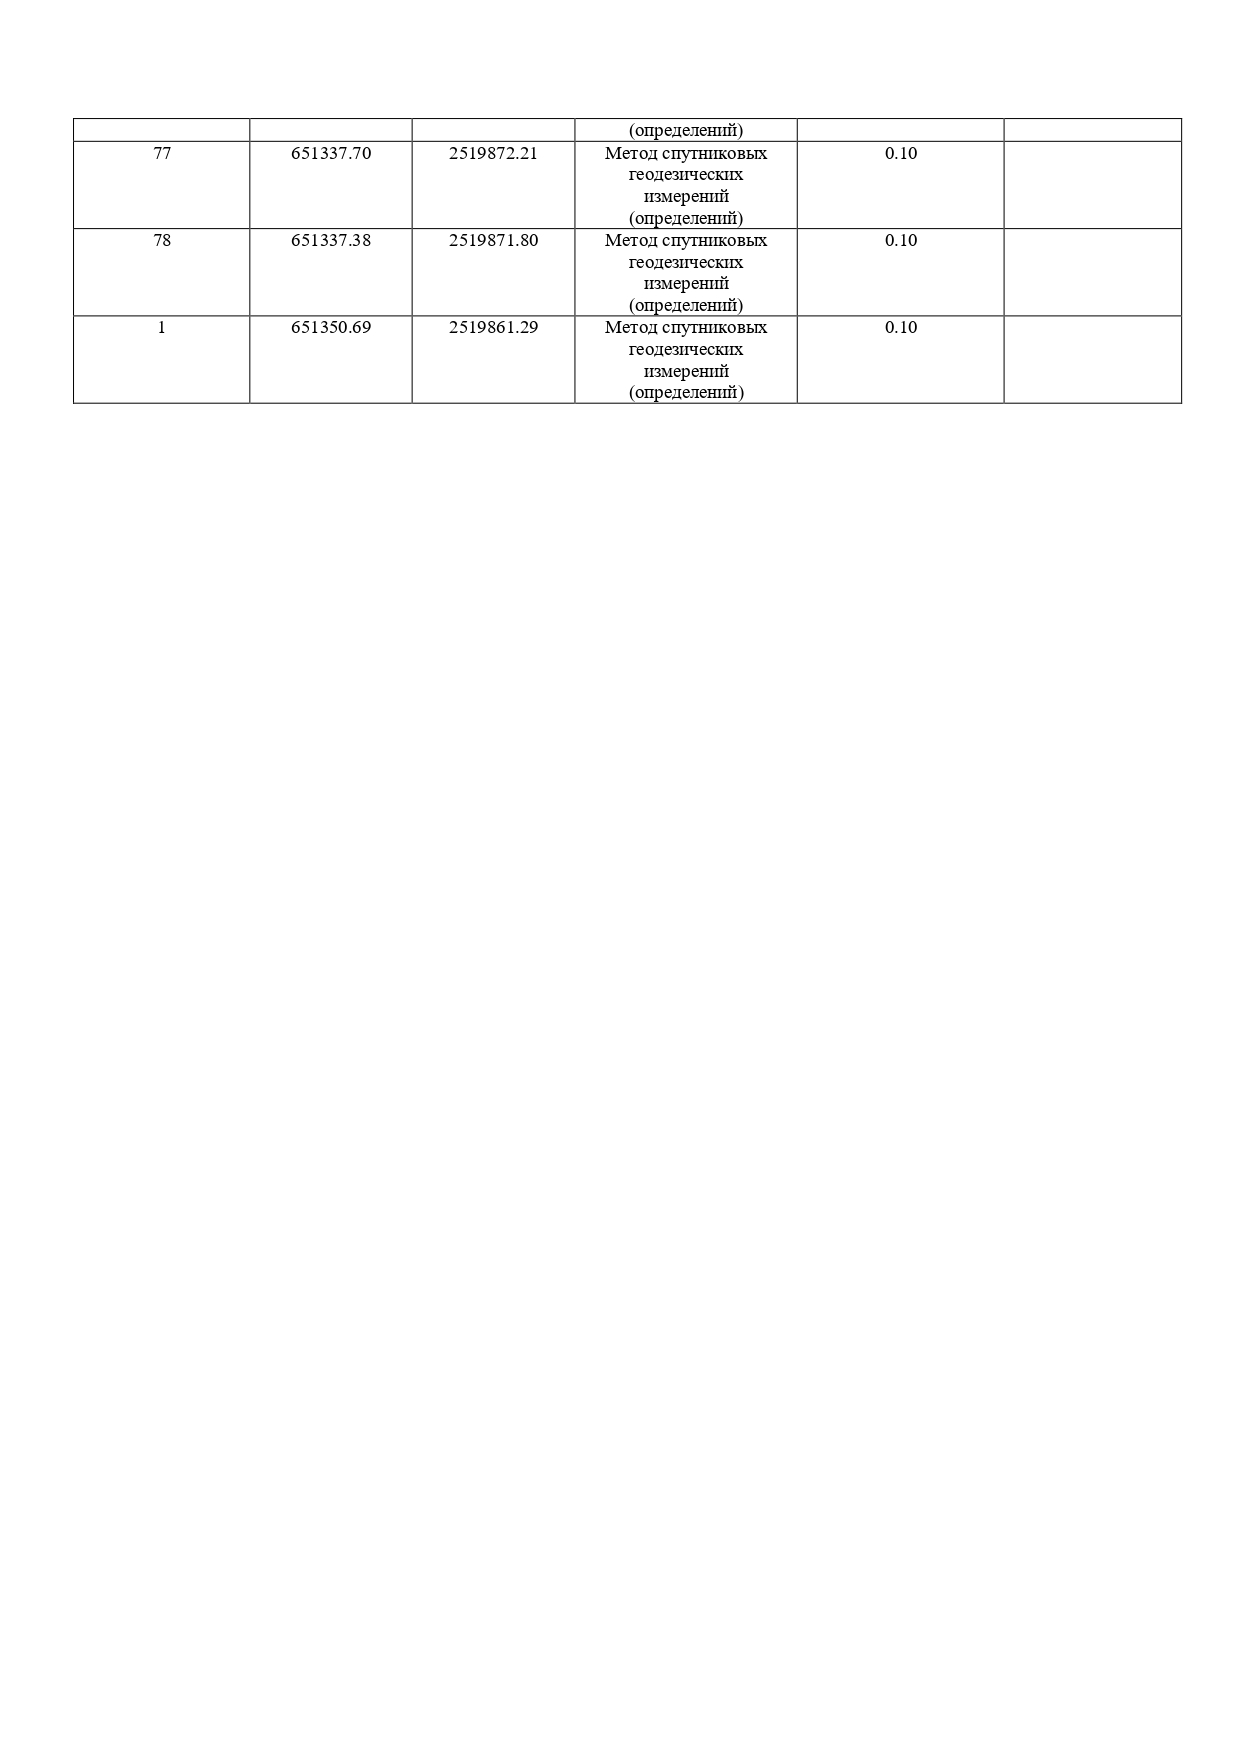 (определений)
77 651337.70 2519872.21 Метод спутниковых 0.10
геодезических
измерений
(определений)
78 651337.38 2519871.80 Метод спутниковых 0.10
геодезических
измерений
(определений)
1 651350.69 2519861.29 Метод спутниковых 0.10
геодезических
измерений
(определений)